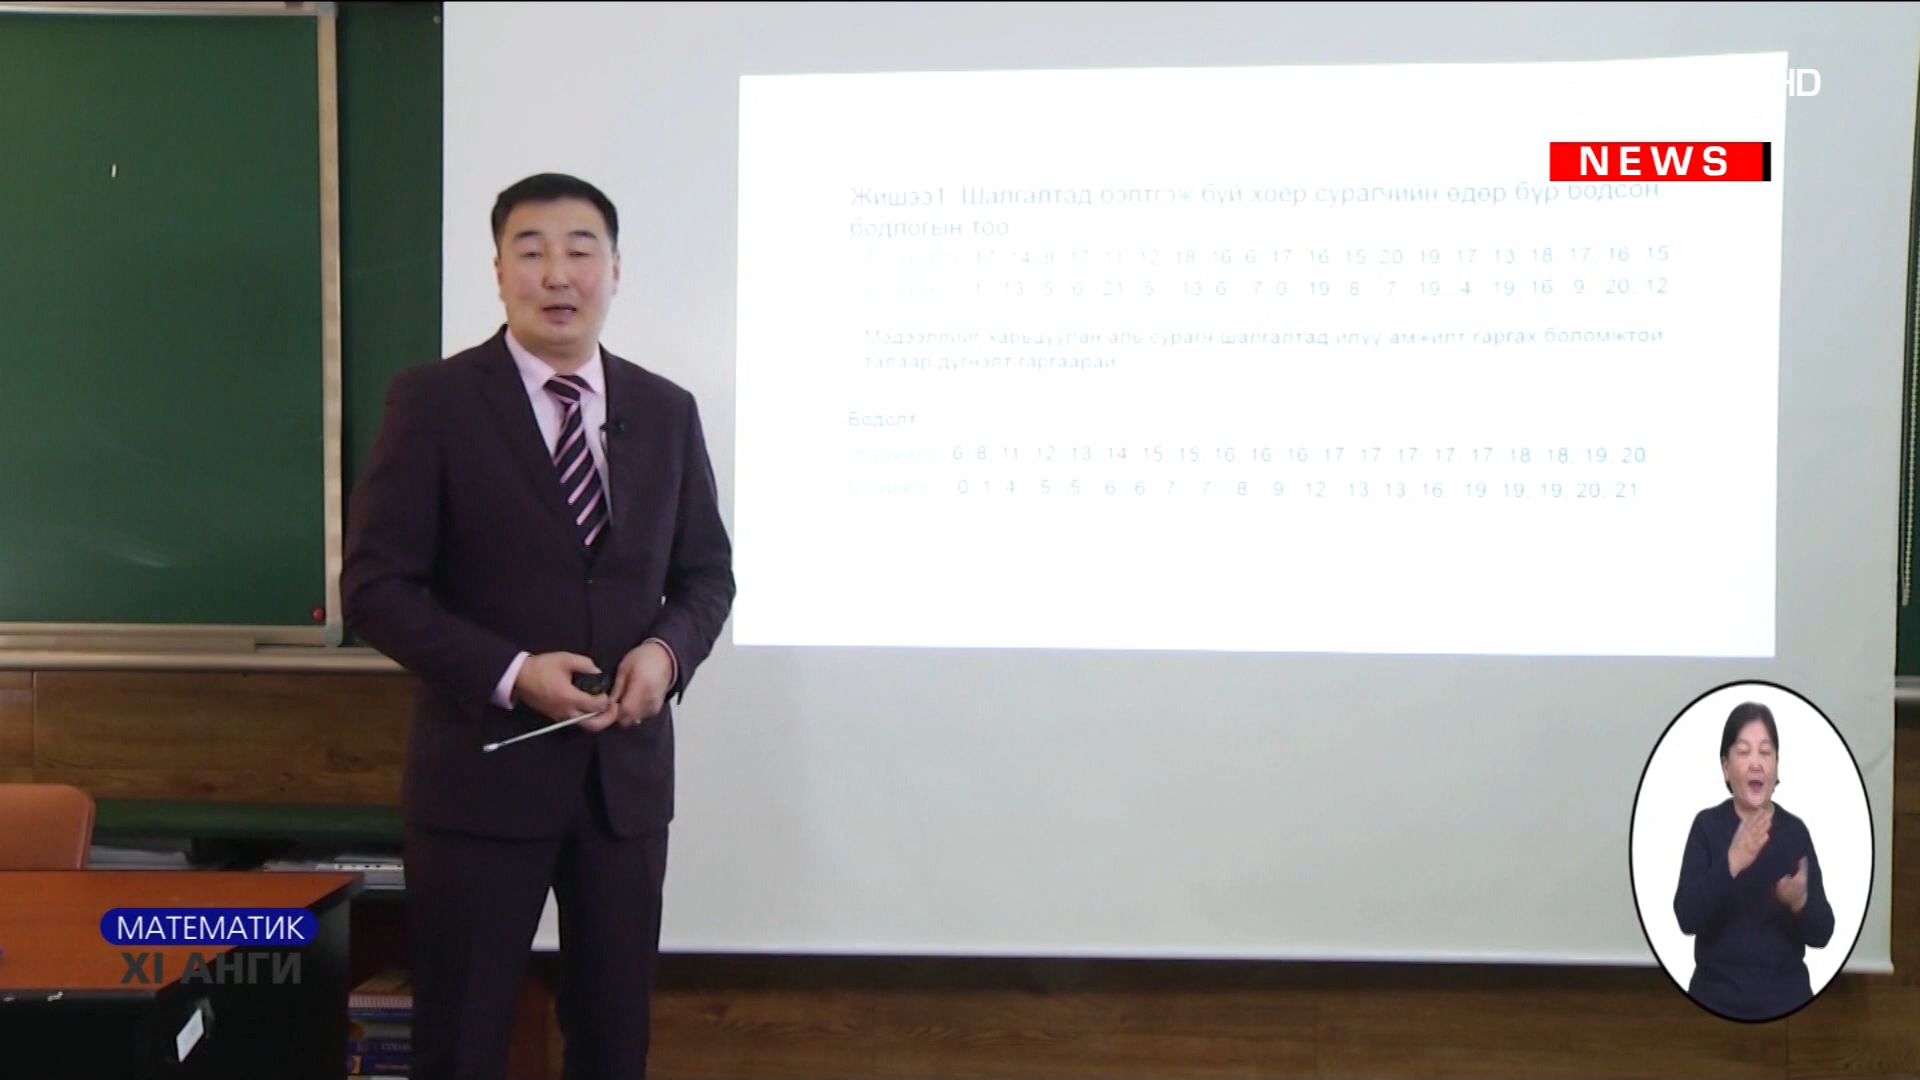 HD
NEWS
Жишээ1. Шалгалтад бэлтгэж буй хоёр сурагчийн өдөр бүр бодсон
бодлогын тоо
17, 14, 8, 17, 11, 12, 18, 16, 6, 17, 16, 15, 20, 19, 17, 13, 18, 17, 16, 15
1, 13, 5, 6, 21, 5, 13, 6, 7, 0, 19, 8, 7, 19, 4, 19, 16, 9, 20, 12
Мэдээллийг харьцуулан аль сурагч шалгалтад илүү амжилт гаргах боломжтой
талаар дүгнэлт гаргаарай.
Бодолт
6, 8, 11, 12, 13, 14, 15, 15, 16, 16, 16, 17, 17, 17, 17, 17, 18, 18, 19, 20
0, 1, 4, 5, 5, 6, 6, 7, 7, 8, 9, 12, 13, 13, 16, 19, 19, 19, 20, 21
МАТЕМАТИК
XI АНГИ